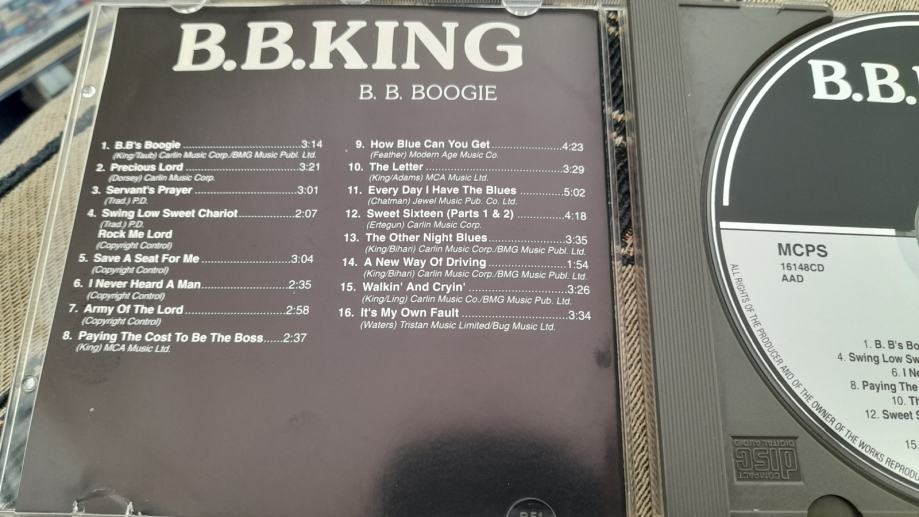 B.B.KING
B. B. BOOGIE
1. B.B's Boogie ........................3:14
(King/Taub) Carlin Music Corp./BMG Music Publ. Ltd.
2. Precious Lord ........................3:21
(Dorsey) Carlin Music Corp.
3. Servant's Prayer ........................3:01
(Trad.) P.D.
4. Swing Low Sweet Chariot..............2:07
(Trad.) P.D.
Rock Me Lord
(Copyright Control)
5. Save A Seat For Me ....................3:04
(Copyright Control)
6. I Never Heard A Man....................2:35
(Copyright Control)
7. Army Of The Lord ........................2:58
(Copyright Control)
8. Paying The Cost To Be The Boss.....2:37
(King) MCA Music Ltd.
9. How Blue Can You Get..................4:23
(Feather) Modern Age Music Co.
10. The Letter ........................3:29
(King/Adams) MCA Music Ltd.
11. Every Day I Have The Blues ............5:02
(Chatman) Jewel Music Pub. Co. Ltd.
12. Sweet Sixteen (Parts 1 & 2) ............4:18
(Ertegun) Carlin Music Corp.
13. The Other Night Blues....................3:35
(King/Bihari) Carlin Music Corp./BMG Music Pub. Ltd.
14. A New Way Of Driving ....................1:54
(King/Bihari) Carlin Music Corp./BMG Music Pub. Ltd.
15. Walkin' And Cryin' ........................3:26
(King/Ling) Carlin Music Co./BMG Music Pub. Ltd.
16. It's My Own Fault ........................3:34
(Waters) Tristan Music Limited/Bug Music Ltd.
B.B.
MCPS
16148CD
AAD
ALL RIGHTS OF THE PRODUCER AND OF THE OWNER OF THE WORKS
1. B. B's
4. Swing Low
6. I
8. Paying The
10.
12. Sweet
15.
COMPACT
disc
DIGITAL AUDIO